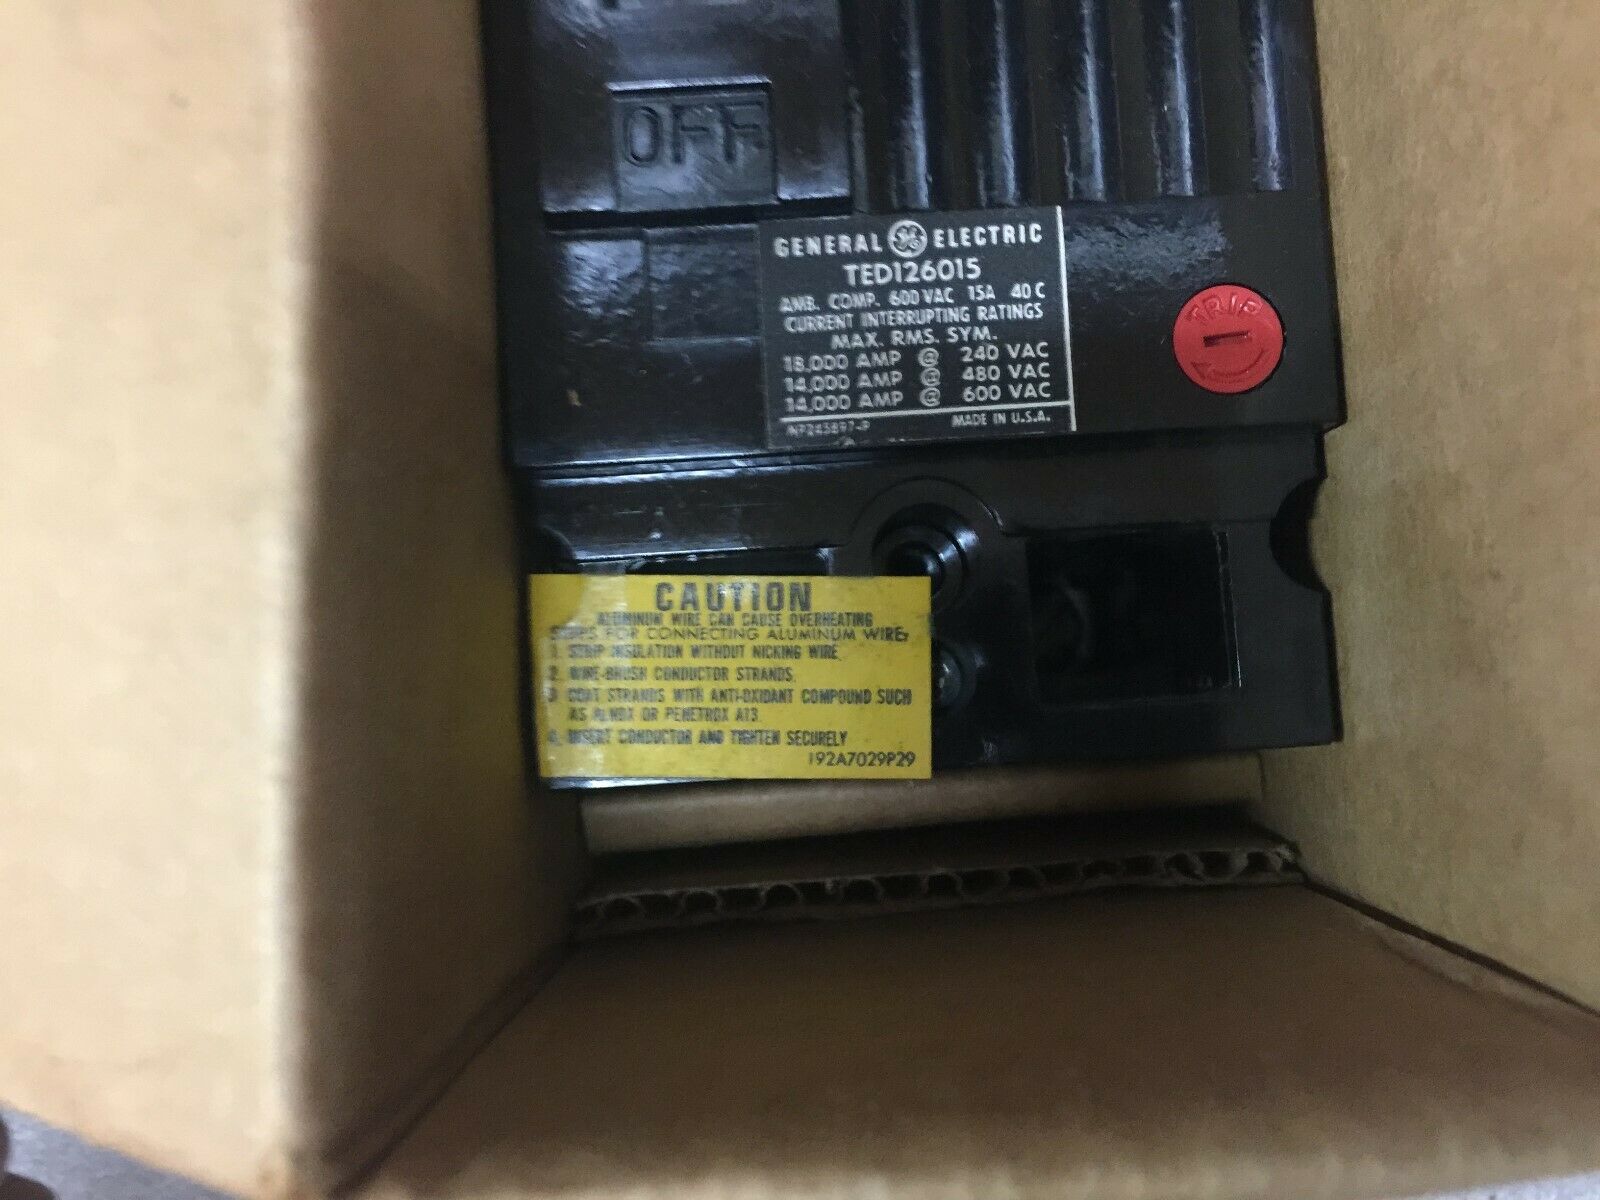 OFF
GENERAL GE ELECTRIC
TED126015
AMB. COMP. 600 VAC 15A 40 C
CURRENT INTERRUPTING RATINGS
MAX. RMS. SYM.
18,000 AMP @ 240 VAC
14,000 AMP @ 480 VAC
14,000 AMP @ 600 VAC
MADE IN U.S.A.
TRIP
CAUTION
ALUMINUM WIRE CAN CAUSE OVERHEATING
STEPS FOR CONNECTING ALUMINUM WIRE:
1. STRIP INSULATION WITHOUT NICKING WIRE.
2. WIRE-BRUSH CONDUCTOR STRANDS.
3. COAT STRANDS WITH ANTI-OXIDANT COMPOUND SUCH
AS ALNOX OR PENETROX A13.
4. INSERT CONDUCTOR AND TIGHTEN SECURELY
192A7029P29